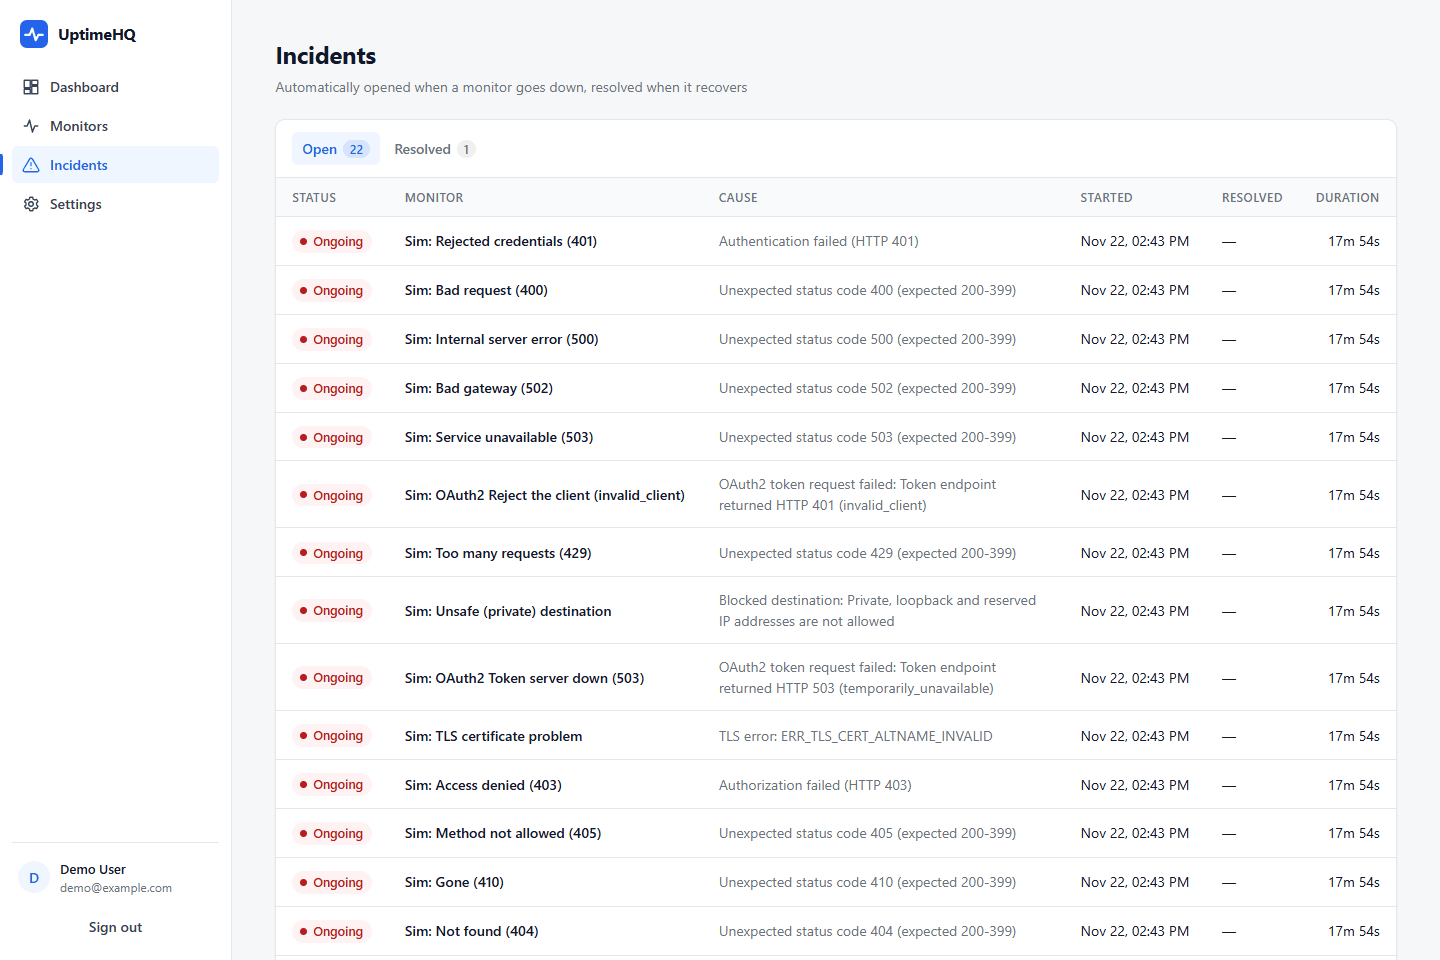 UptimeHQ
Dashboard
Monitors
Incidents
Settings
Demo User
D
demo@example.com
Sign out
Incidents
Automatically opened when a monitor goes down, resolved when it recovers
Open 22 Resolved 1
STATUS MONITOR CAUSE STARTED RESOLVED DURATION
Ongoing Sim: Rejected credentials (401) Authentication failed (HTTP 401) Nov 22, 02:43 PM — 17m 54s
Ongoing Sim: Bad request (400) Unexpected status code 400 (expected 200-399) Nov 22, 02:43 PM — 17m 54s
Ongoing Sim: Internal server error (500) Unexpected status code 500 (expected 200-399) Nov 22, 02:43 PM — 17m 54s
Ongoing Sim: Bad gateway (502) Unexpected status code 502 (expected 200-399) Nov 22, 02:43 PM — 17m 54s
Ongoing Sim: Service unavailable (503) Unexpected status code 503 (expected 200-399) Nov 22, 02:43 PM — 17m 54s
OAuth2 token request failed: Token endpoint
Ongoing Sim: OAuth2 Reject the client (invalid_client) Nov 22, 02:43 PM — 17m 54s
returned HTTP 401 (invalid_client)
Ongoing Sim: Too many requests (429) Unexpected status code 429 (expected 200-399) Nov 22, 02:43 PM — 17m 54s
Blocked destination: Private, loopback and reserved
Ongoing Sim: Unsafe (private) destination Nov 22, 02:43 PM — 17m 54s
IP addresses are not allowed
OAuth2 token request failed: Token endpoint
Ongoing Sim: OAuth2 Token server down (503) Nov 22, 02:43 PM — 17m 54s
returned HTTP 503 (temporarily_unavailable)
Ongoing Sim: TLS certificate problem TLS error: ERR_TLS_CERT_ALTNAME_INVALID Nov 22, 02:43 PM — 17m 54s
Ongoing Sim: Access denied (403) Authorization failed (HTTP 403) Nov 22, 02:43 PM — 17m 54s
Ongoing Sim: Method not allowed (405) Unexpected status code 405 (expected 200-399) Nov 22, 02:43 PM — 17m 54s
Ongoing Sim: Gone (410) Unexpected status code 410 (expected 200-399) Nov 22, 02:43 PM — 17m 54s
Ongoing Sim: Not found (404) Unexpected status code 404 (expected 200-399) Nov 22, 02:43 PM — 17m 54s